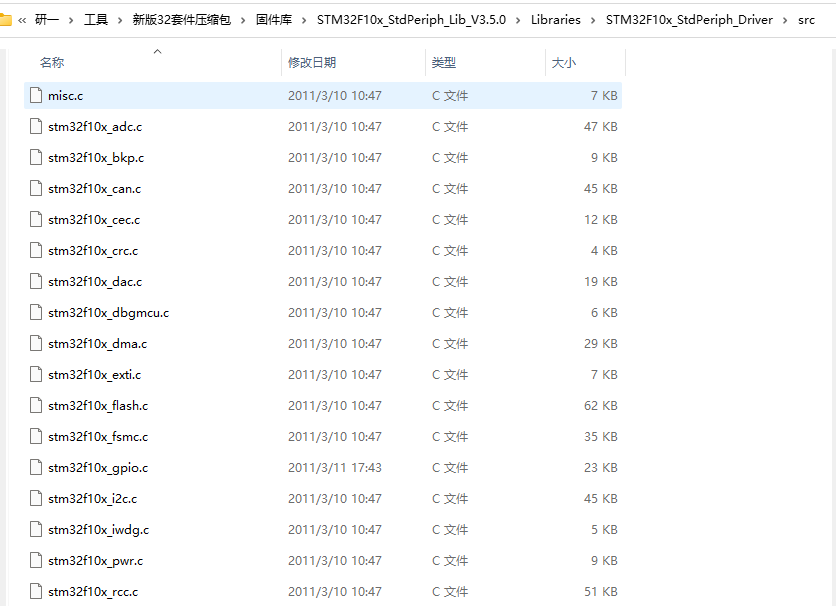 « 研一 › 工具 › 新版32套件压缩包 › 固件库 › STM32F10x_StdPeriph_Lib_V3.5.0 › Libraries › STM32F10x_StdPeriph_Driver › src
名称 修改日期 类型 大小
misc.c 2011/3/10 10:47 C 文件 7 KB
stm32f10x_adc.c 2011/3/10 10:47 C 文件 47 KB
stm32f10x_bkp.c 2011/3/10 10:47 C 文件 9 KB
stm32f10x_can.c 2011/3/10 10:47 C 文件 45 KB
stm32f10x_cec.c 2011/3/10 10:47 C 文件 12 KB
stm32f10x_crc.c 2011/3/10 10:47 C 文件 4 KB
stm32f10x_dac.c 2011/3/10 10:47 C 文件 19 KB
stm32f10x_dbgmcu.c 2011/3/10 10:47 C 文件 6 KB
stm32f10x_dma.c 2011/3/10 10:47 C 文件 29 KB
stm32f10x_exti.c 2011/3/10 10:47 C 文件 7 KB
stm32f10x_flash.c 2011/3/10 10:47 C 文件 62 KB
stm32f10x_fsmc.c 2011/3/10 10:47 C 文件 35 KB
stm32f10x_gpio.c 2011/3/11 17:43 C 文件 23 KB
stm32f10x_i2c.c 2011/3/10 10:47 C 文件 45 KB
stm32f10x_iwdg.c 2011/3/10 10:47 C 文件 5 KB
stm32f10x_pwr.c 2011/3/10 10:47 C 文件 9 KB
stm32f10x_rcc.c 2011/3/10 10:47 C 文件 51 KB